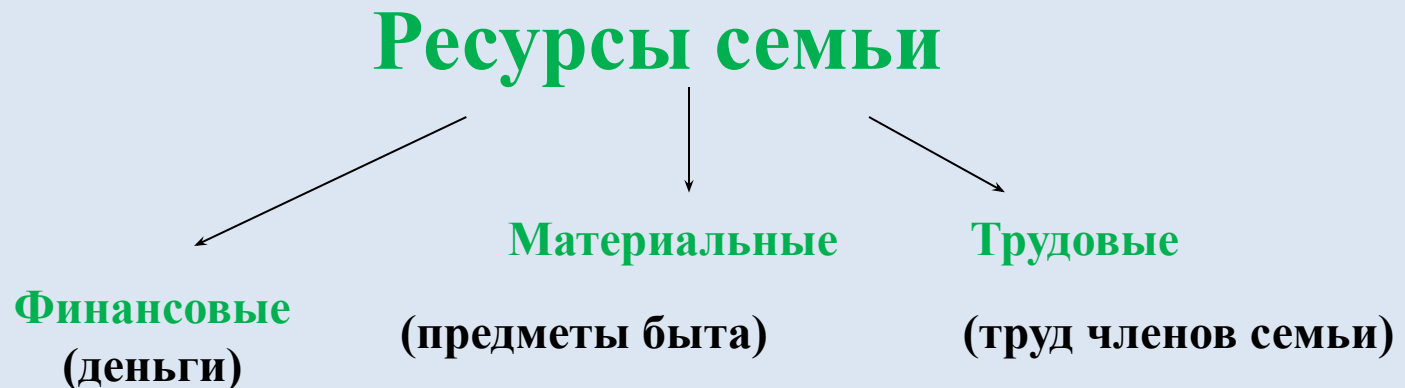 Ресурсы семьи
Финансовые
(деньги)
Материальные
(предметы быта)
Трудовые
(труд членов семьи)